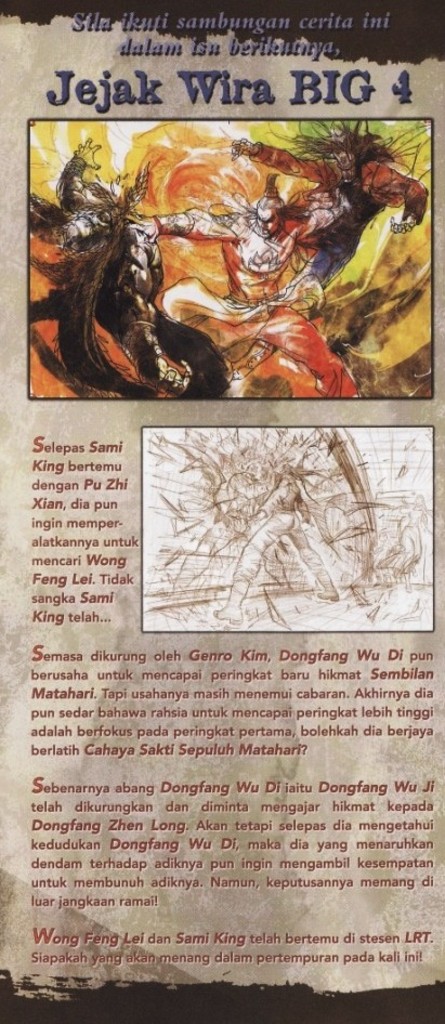 Sila ikuti sambungan cerita ini
dalam isu berikutnya,
Jejak Wira BIG 4
Selepas Sami
King bertemu
dengan Pu Zhi
Xian, dia pun
ingin memper-
alatkannya untuk
mencari Wong
Feng Lei. Tidak
sangka Sami
King telah...
Semasa dikurung oleh Genro Kim, Dongfang Wu Di pun
berusaha untuk mencapai peringkat baru hikmat Sembilan
Matahari. Tapi usahanya masih menemui cabaran. Akhirnya dia
pun sedar bahawa rahsia untuk mencapai peringkat lebih tinggi
adalah berfokus pada peringkat pertama, bolehkah dia berjaya
berlatih Cahaya Sakti Sepuluh Matahari?
Sebenarnya abang Dongfang Wu Di iaitu Dongfang Wu Ji
telah dikurungkan dan diminta mengajar hikmat kepada
Dongfang Zhen Long. Akan tetapi selepas dia mengetahui
kedudukan Dongfang Wu Di, maka dia yang menaruhkan
dendam terhadap adiknya pun ingin mengambil kesempatan
untuk membunuh adiknya. Namun, keputusannya memang di
luar jangkaan ramai!
Wong Feng Lei dan Sami King telah bertemu di stesen LRT.
Siapakah yang akan menang dalam pertempuran pada kali ini!